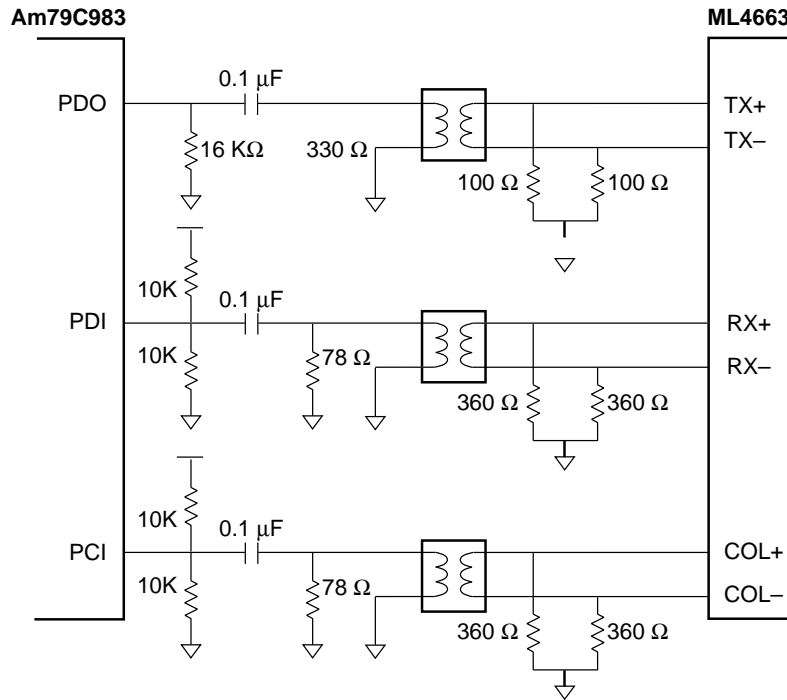 Am79C983
ML4663
0.1 µF
PDO
TX+
TX–
16 KΩ
330 Ω
100 Ω
100 Ω
10K
0.1 µF
PDI
RX+
RX–
10K
78 Ω
360 Ω
360 Ω
10K
0.1 µF
PCI
COL+
COL–
10K
78 Ω
360 Ω
360 Ω